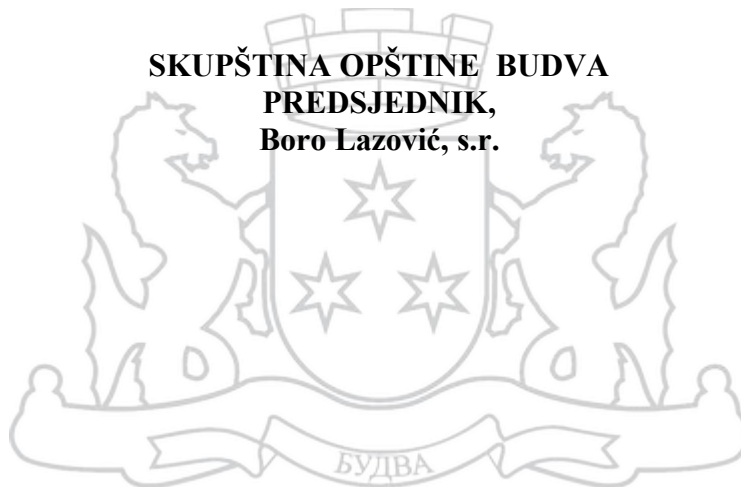 SKUPŠTINA OPŠTINE BUDVA
PREDSJEDNIK,
Boro Lazović, s.r.
БУДВА